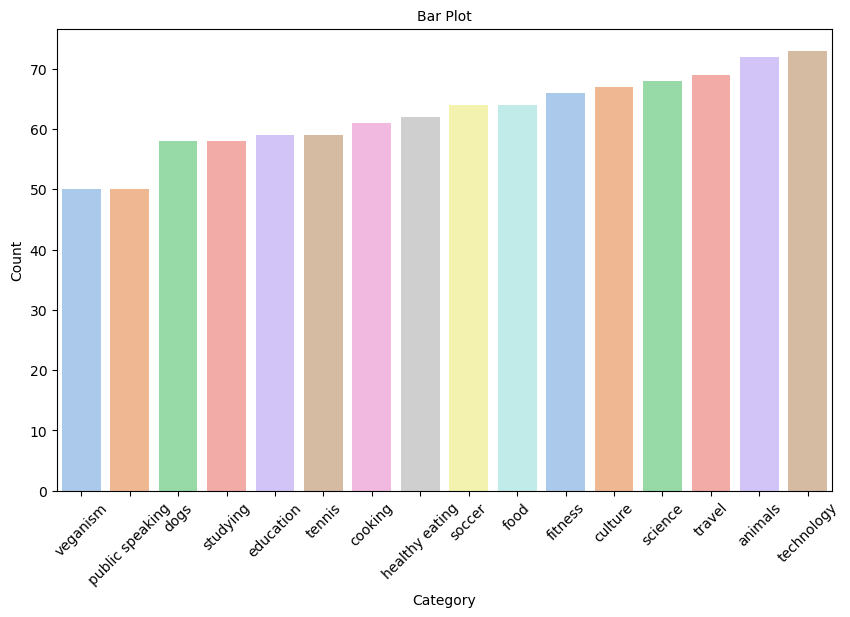 Bar Plot
Count
70
60
50
40
30
20
10
0
veganism
public speaking
dogs
studying
education
tennis
cooking
healthy eating
soccer
food
fitness
culture
science
travel
animals
technology
Category